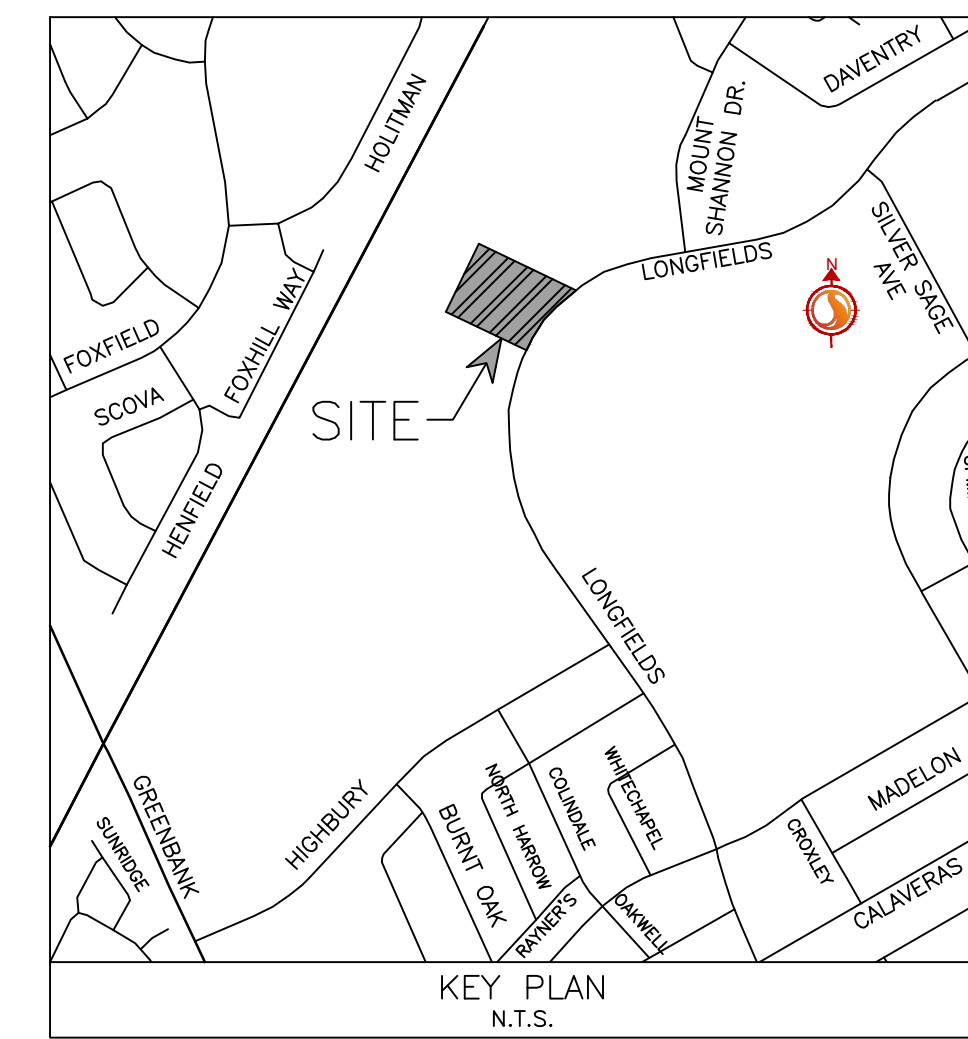 DAVENTRY
HOLITMAN
MOUNT
SHANNON DR.
SILVER SAGE
AVE
LONGFIELDS
N
FOXHILL WAY
FOXFIELD
SCOVA
SITE
HENFIELD
LONGFIELDS
GREENBANK
SUNRIDGE
HIGHBURY
BURNT OAK
NORTH HARROW
COLINDALE
WHITECHAPEL
RAYNER'S
OAKWELL
CROXLEY
MADELON
CALAVERAS
KEY PLAN
N.T.S.